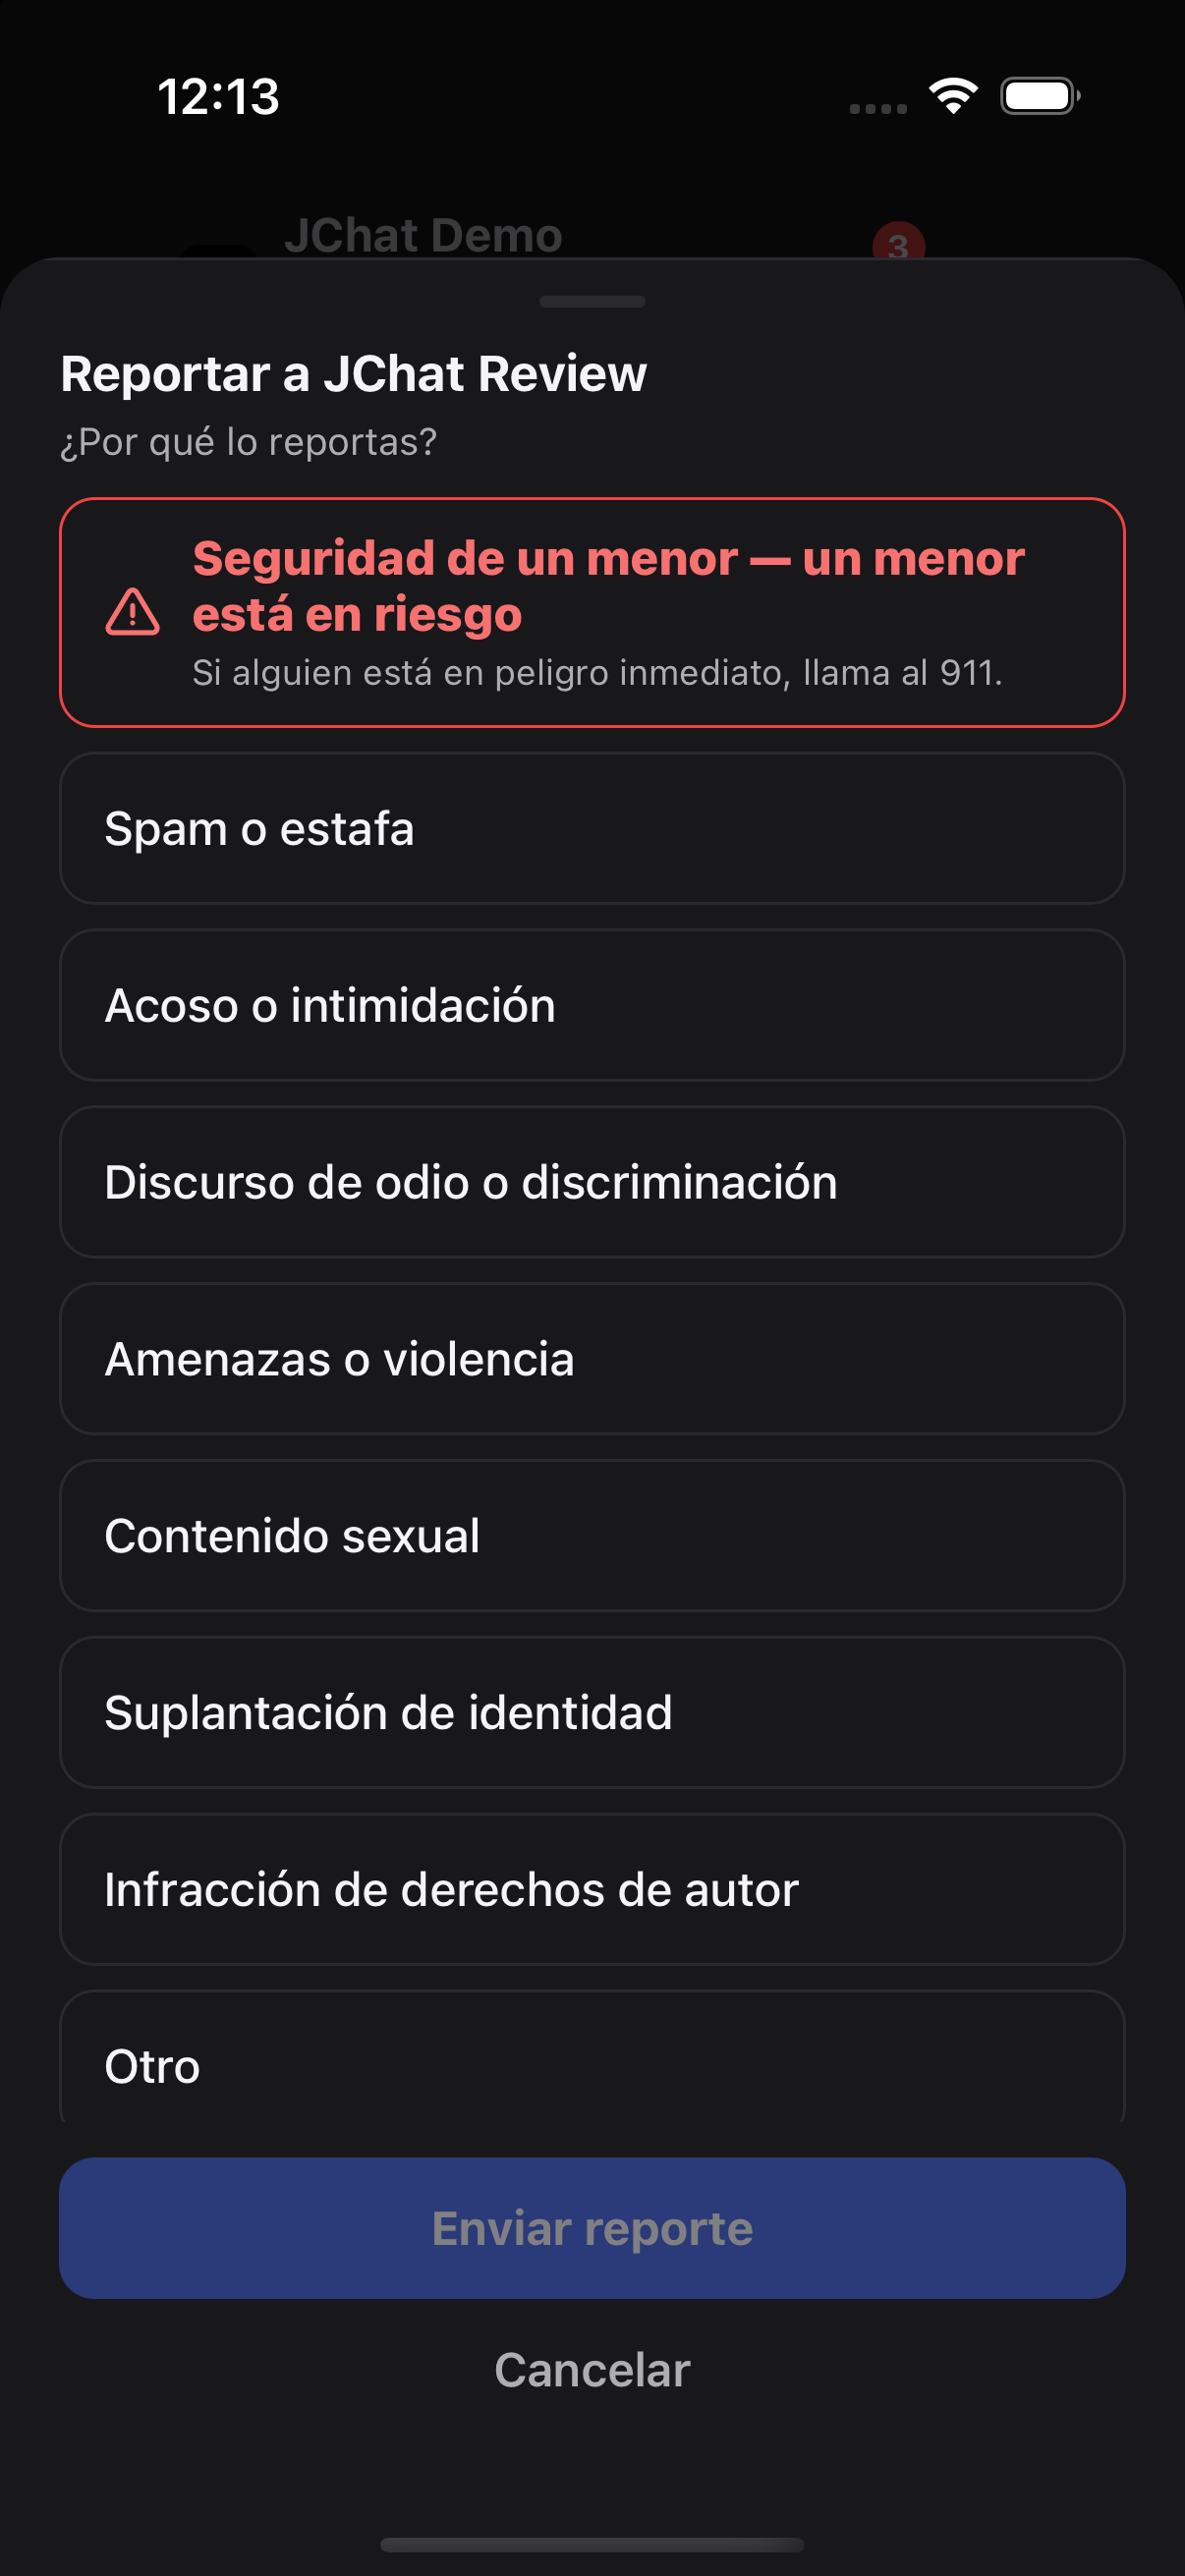 12:13
JChat Demo
3
Reportar a JChat Review
¿Por qué lo reportas?
Seguridad de un menor — un menor
está en riesgo
Si alguien está en peligro inmediato, llama al 911.
Spam o estafa
Acoso o intimidación
Discurso de odio o discriminación
Amenazas o violencia
Contenido sexual
Suplantación de identidad
Infracción de derechos de autor
Otro
Enviar reporte
Cancelar